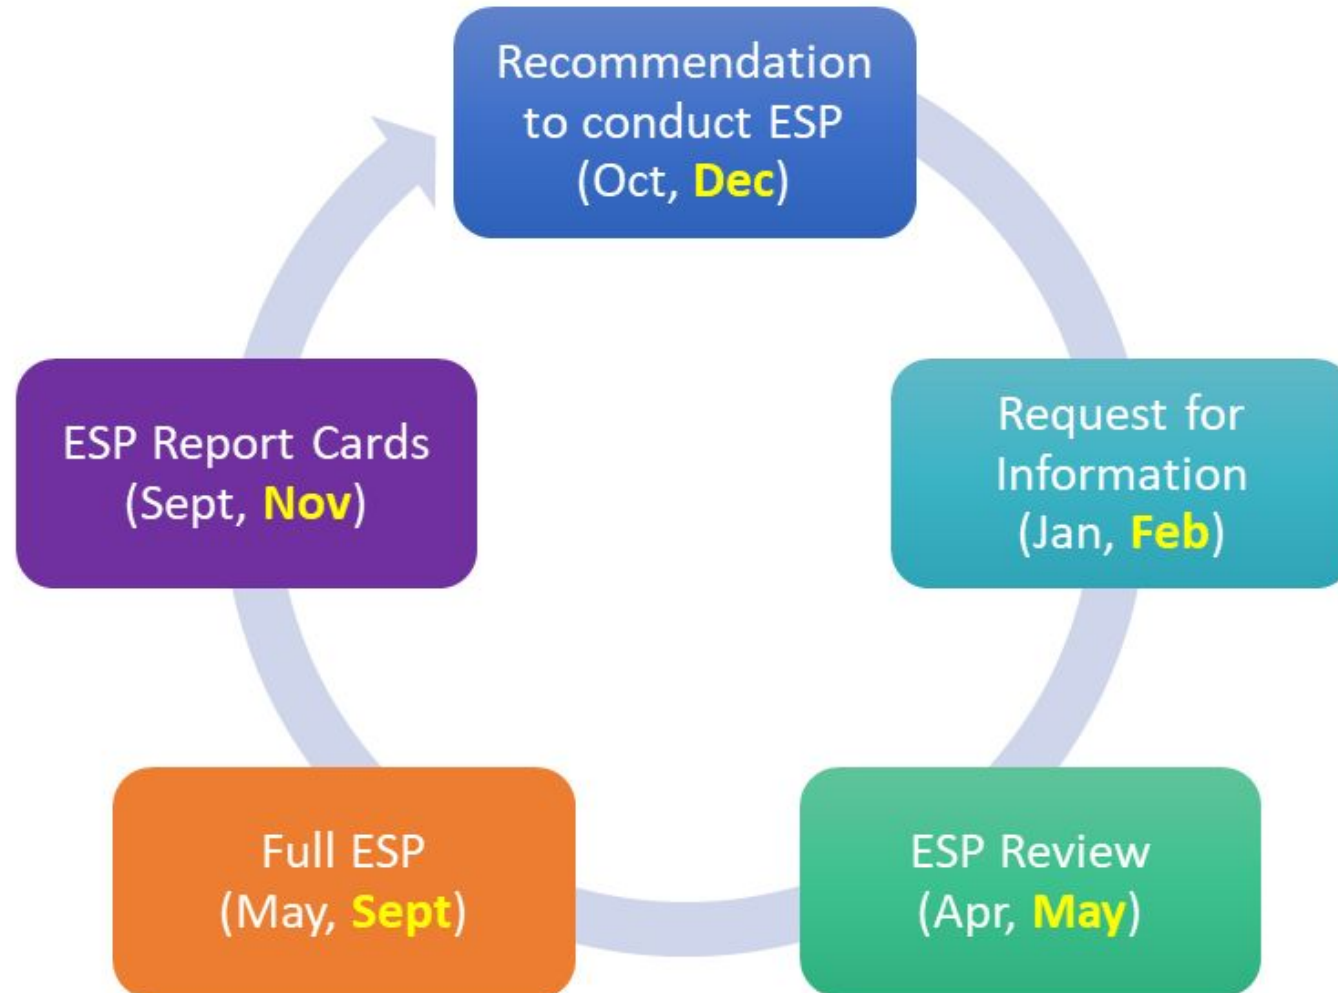 Recommendation
to conduct ESP
(Oct, Dec)
Request for
Information
(Jan, Feb)
ESP Review
(Apr, May)
Full ESP
(May, Sept)
ESP Report Cards
(Sept, Nov)